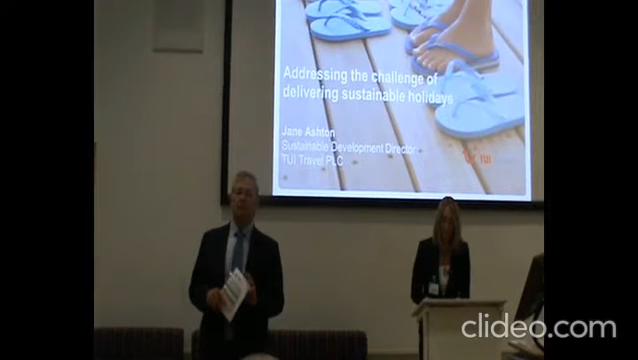 Addressing the challenge of
delivering sustainable holidays
Jane Ashton
Sustainable Development Director
TUI Travel PLC
TUI
clideo.com